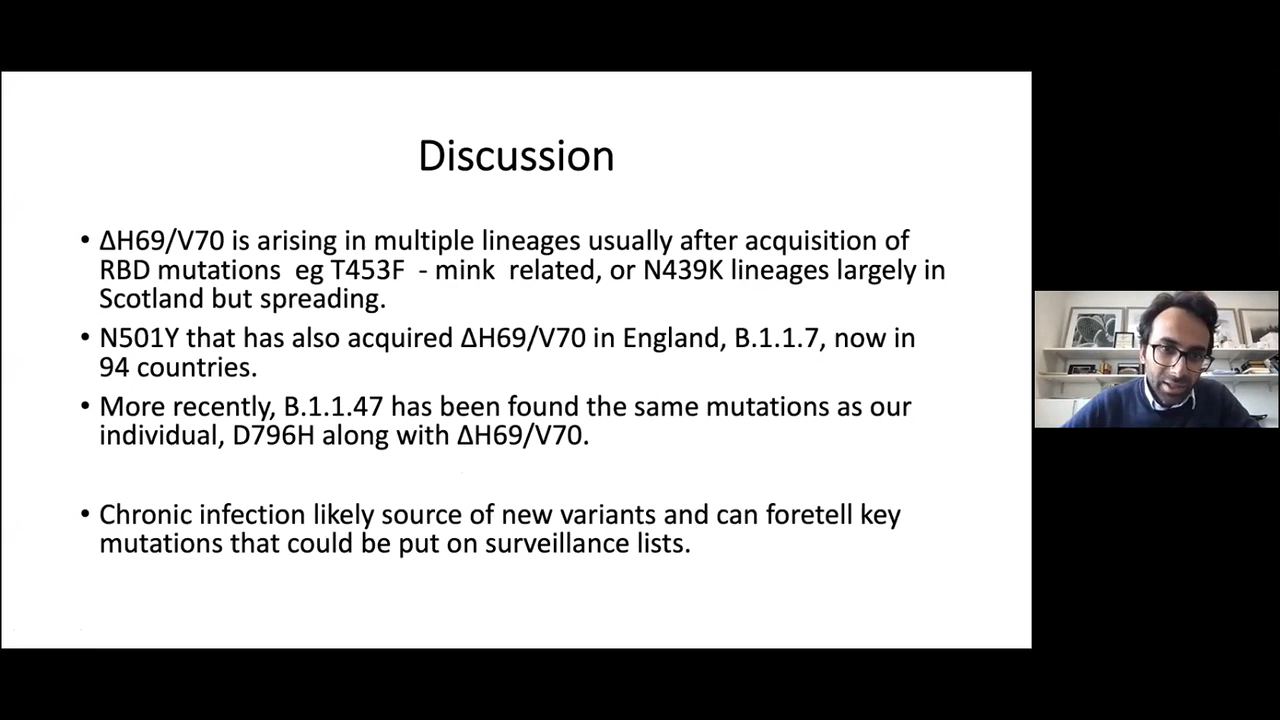 Discussion
• ΔH69/V70 is arising in multiple lineages usually after acquisition of
RBD mutations  eg T453F  - mink  related, or N439K lineages largely in
Scotland but spreading.
• N501Y that has also acquired ΔH69/V70 in England, B.1.1.7, now in
94 countries.
• More recently, B.1.1.47 has been found the same mutations as our
individual, D796H along with ΔH69/V70.
• Chronic infection likely source of new variants and can foretell key
mutations that could be put on surveillance lists.